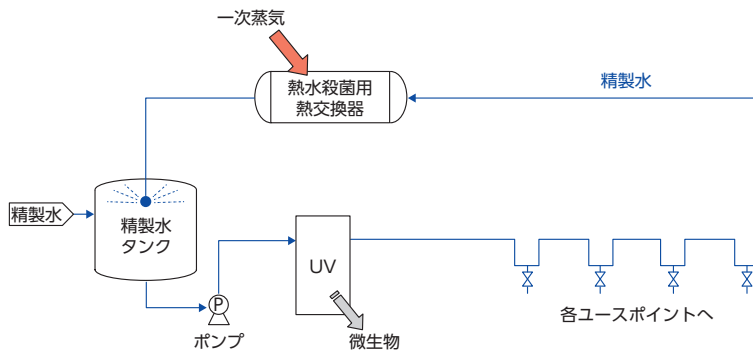 一次蒸気
熱水殺菌用
熱交換器
精製水
精製水
精製水
タンク
P
ポンプ
UV
微生物
各ユースポイントへ